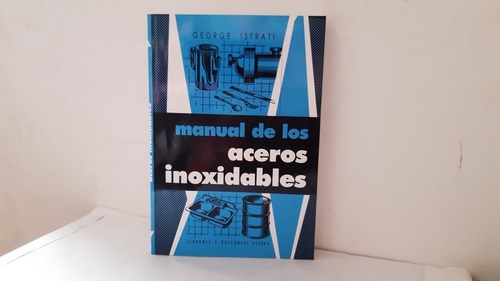 GEORGE ISTRATI
manual de los
aceros
inoxidables
LIBRERIA Y EDITORIAL ALSINA